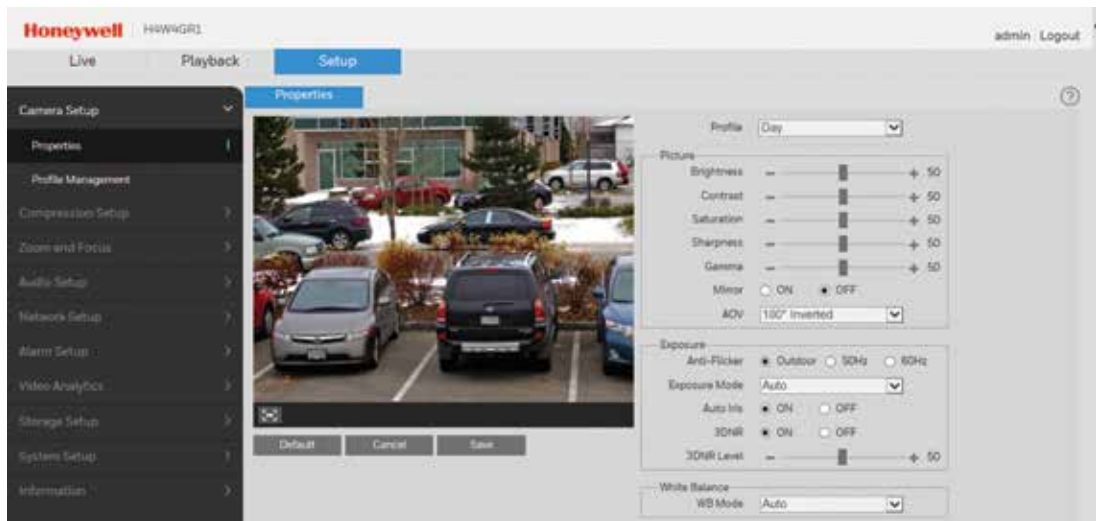 Honeywell H4W4GR1
admin Logout
Live Playback Setup
Camera Setup
Properties
Profile Management
Compression Setup
Zoom and Focus
Audio Setup
Network Setup
Alarm Setup
Video Analytics
Storage Setup
System Setup
Information
Properties
?
Default Cancel Save
Profile Day
Picture
Brightness - + 50
Contrast - + 50
Saturation - + 50
Sharpness - + 50
Gamma - + 50
Mirror ON OFF
AOV 180° Inverted
Exposure
Anti-Flicker Outdoor 50Hz 60Hz
Exposure Mode Auto
Auto Iris ON OFF
3DNR ON OFF
3DNR Level - + 50
White Balance
WB Mode Auto